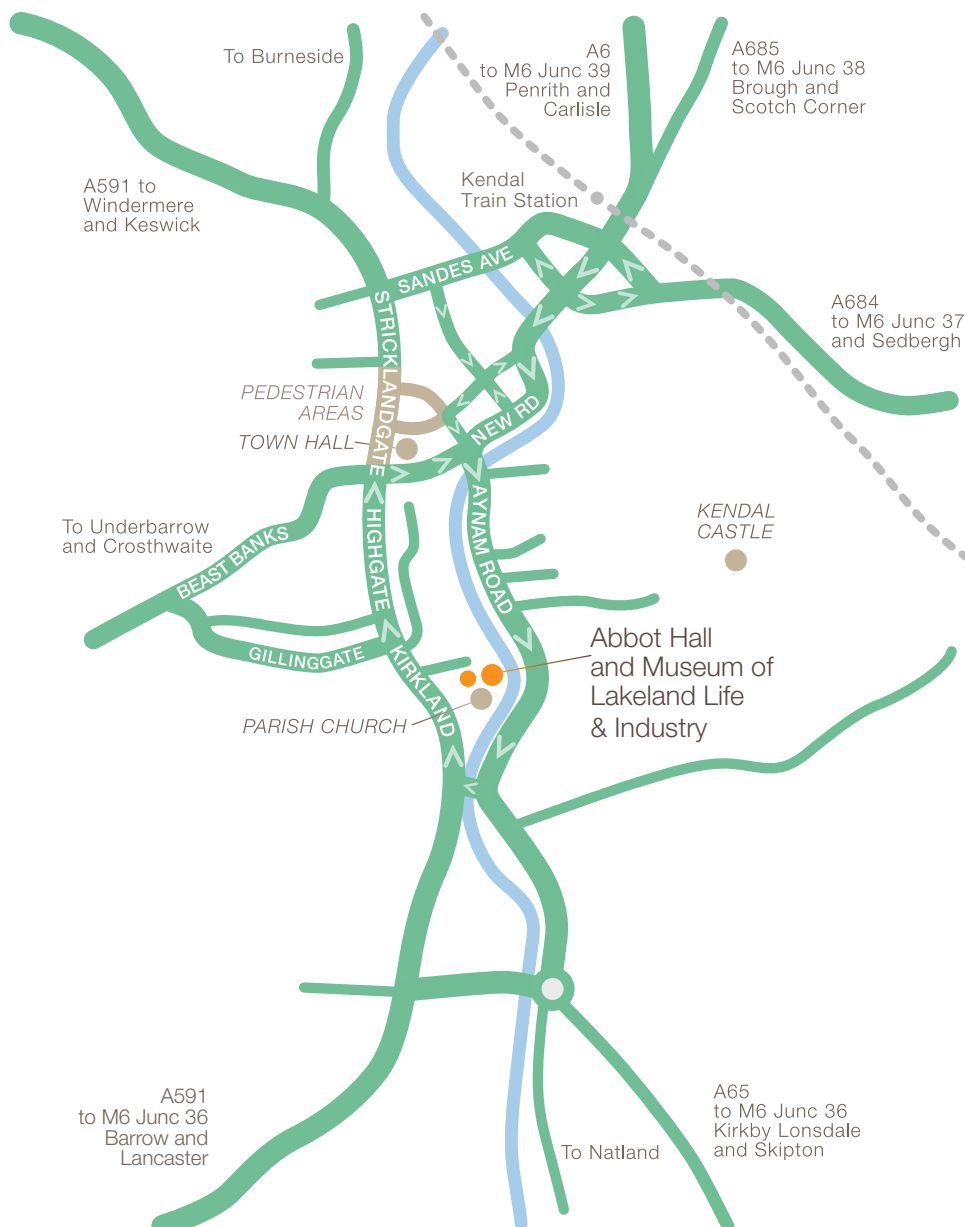 To Burneside
A6
to M6 Junc 39
Penrith and
Carlisle
A685
to M6 Junc 38
Brough and
Scotch Corner
A591 to
Windermere
and Keswick
Kendal
Train Station
SANDES AVE
STRICKLANDGATE
A684
to M6 Junc 37
and Sedbergh
PEDESTRIAN
AREAS
TOWN HALL
NEW RD
To Underbarrow
and Crosthwaite
BEAST BANKS
HIGHGATE
AYNAM ROAD
KENDAL
CASTLE
GILLINGGATE
KIRKLAND
Abbot Hall
and Museum of
Lakeland Life
& Industry
PARISH CHURCH
A591
to M6 Junc 36
Barrow and
Lancaster
To Natland
A65
to M6 Junc 36
Kirkby Lonsdale
and Skipton